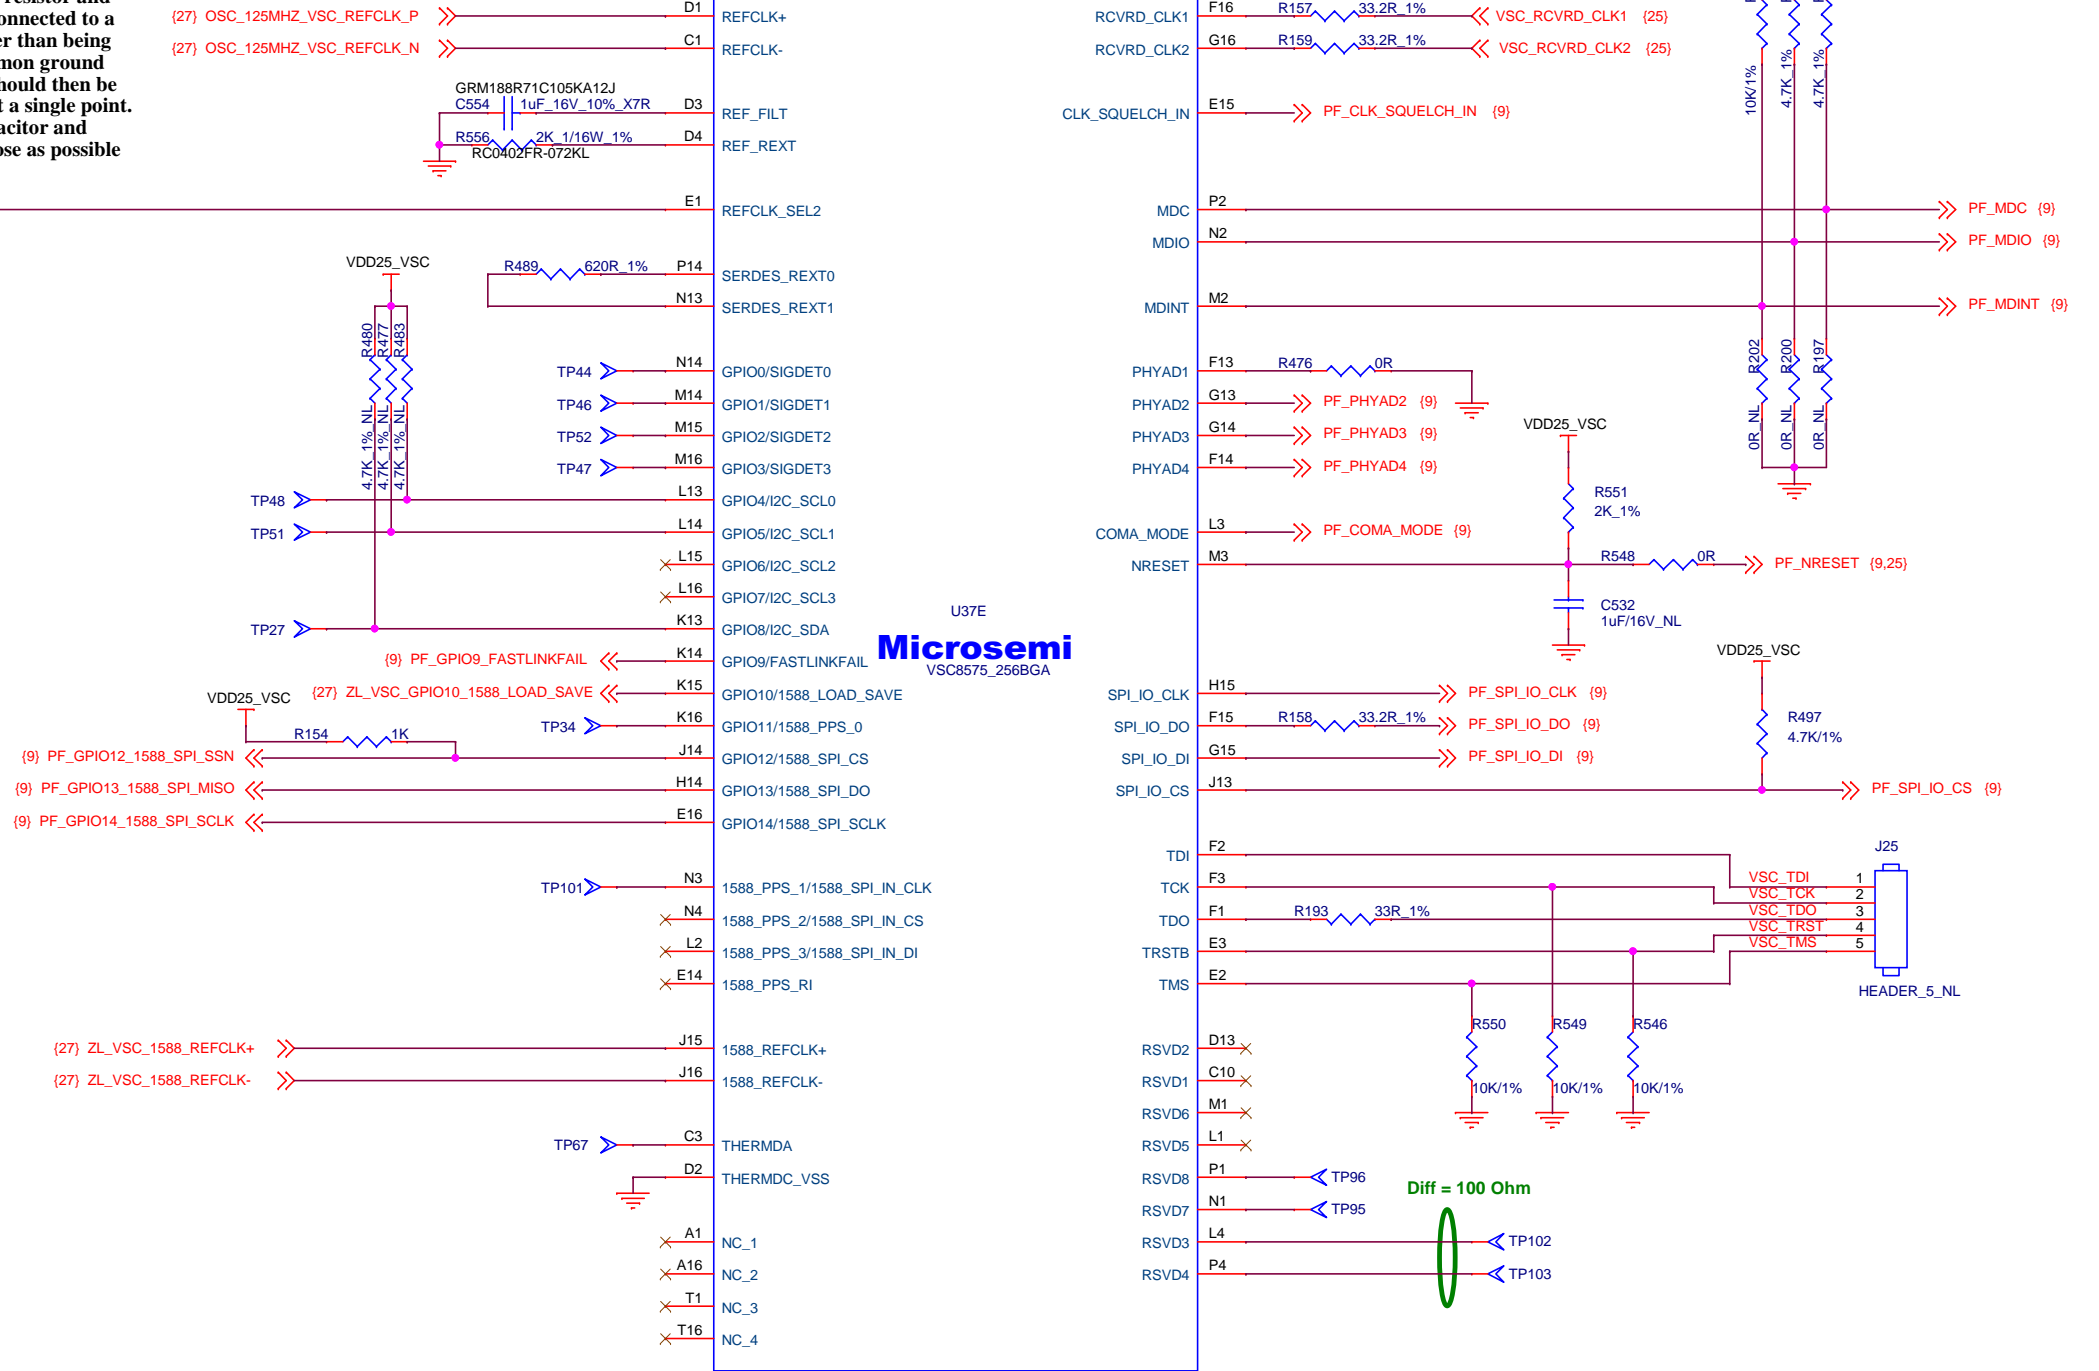 resistor and
onnected to a
er than being
mon ground
hould then be
t a single point.
acitor and
ose as possible
{27} OSC_125MHZ_VSC_REFCLK_P
D1
REFCLK+
{27} OSC_125MHZ_VSC_REFCLK_N
C1
REFCLK-
GRM188R71C105KA12J
C554
1uF_16V_10%_X7R
D3
REF_FILT
R556
2K_1/16W_1%
RC0402FR-072KL
D4
REF_REXT
E1
REFCLK_SEL2
VDD25_VSC
R489
620R_1%
P14
SERDES_REXT0
N13
SERDES_REXT1
R480
R477
R483
4.7K_1%_NL
4.7K_1%_NL
4.7K_1%_NL
TP44
N14
GPIO0/SIGDET0
TP46
M14
GPIO1/SIGDET1
TP52
M15
GPIO2/SIGDET2
TP47
M16
GPIO3/SIGDET3
TP48
L13
GPIO4/I2C_SCL0
TP51
L14
GPIO5/I2C_SCL1
L15
GPIO6/I2C_SCL2
L16
GPIO7/I2C_SCL3
TP27
K13
GPIO8/I2C_SDA
{9} PF_GPIO9_FASTLINKFAIL
K14
GPIO9/FASTLINKFAIL
{27} ZL_VSC_GPIO10_1588_LOAD_SAVE
K15
GPIO10/1588_LOAD_SAVE
VDD25_VSC
TP34
K16
GPIO11/1588_PPS_0
R154
1K
{9} PF_GPIO12_1588_SPI_SSN
J14
GPIO12/1588_SPI_CS
{9} PF_GPIO13_1588_SPI_MISO
H14
GPIO13/1588_SPI_DO
{9} PF_GPIO14_1588_SPI_SCLK
E16
GPIO14/1588_SPI_SCLK
TP101
N3
1588_PPS_1/1588_SPI_IN_CLK
N4
1588_PPS_2/1588_SPI_IN_CS
L2
1588_PPS_3/1588_SPI_IN_DI
E14
1588_PPS_RI
{27} ZL_VSC_1588_REFCLK+
J15
1588_REFCLK+
{27} ZL_VSC_1588_REFCLK-
J16
1588_REFCLK-
TP67
C3
THERMDA
D2
THERMDC_VSS
A1
NC_1
A16
NC_2
T1
NC_3
T16
NC_4
U37E
Microsemi
VSC8575_256BGA
RCVRD_CLK1
F16
R157
33.2R_1%
VSC_RCVRD_CLK1 {25}
RCVRD_CLK2
G16
R159
33.2R_1%
VSC_RCVRD_CLK2 {25}
10K/1%
4.7K_1%
4.7K_1%
CLK_SQUELCH_IN
E15
PF_CLK_SQUELCH_IN {9}
MDC
P2
PF_MDC {9}
MDIO
N2
PF_MDIO {9}
MDINT
M2
PF_MDINT {9}
R202
R200
R197
0R_NL
0R_NL
0R_NL
PHYAD1
F13
R476
0R
PHYAD2
G13
PF_PHYAD2 {9}
PHYAD3
G14
PF_PHYAD3 {9}
PHYAD4
F14
PF_PHYAD4 {9}
VDD25_VSC
R551
2K_1%
COMA_MODE
L3
PF_COMA_MODE {9}
NRESET
M3
R548
0R
PF_NRESET {9,25}
C532
1uF/16V_NL
VDD25_VSC
SPI_IO_CLK
H15
PF_SPI_IO_CLK {9}
SPI_IO_DO
F15
R158
33.2R_1%
PF_SPI_IO_DO {9}
R497
4.7K/1%
SPI_IO_DI
G15
PF_SPI_IO_DI {9}
SPI_IO_CS
J13
PF_SPI_IO_CS {9}
TDI
F2
J25
TCK
F3
TDO
F1
R193
33R_1%
TRSTB
E3
TMS
E2
VSC_TDI
1
VSC_TCK
2
VSC_TDO
3
VSC_TRST
4
VSC_TMS
5
HEADER_5_NL
R550
R549
R546
10K/1%
10K/1%
10K/1%
RSVD2
D13
RSVD1
C10
RSVD6
M1
RSVD5
L1
RSVD8
P1
TP96
RSVD7
N1
TP95
Diff = 100 Ohm
RSVD3
L4
TP102
RSVD4
P4
TP103